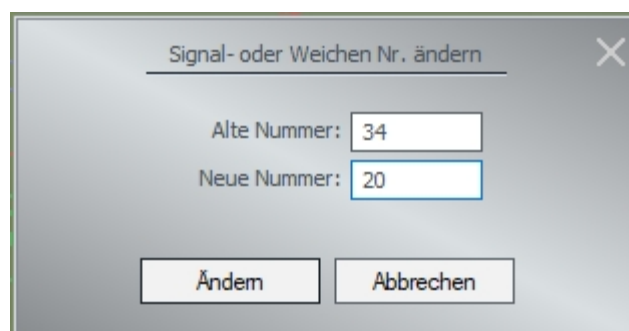 Signal- oder Weichen Nr. ändern
Alte Nummer: 34
Neue Nummer: 20
Ändern Abbrechen